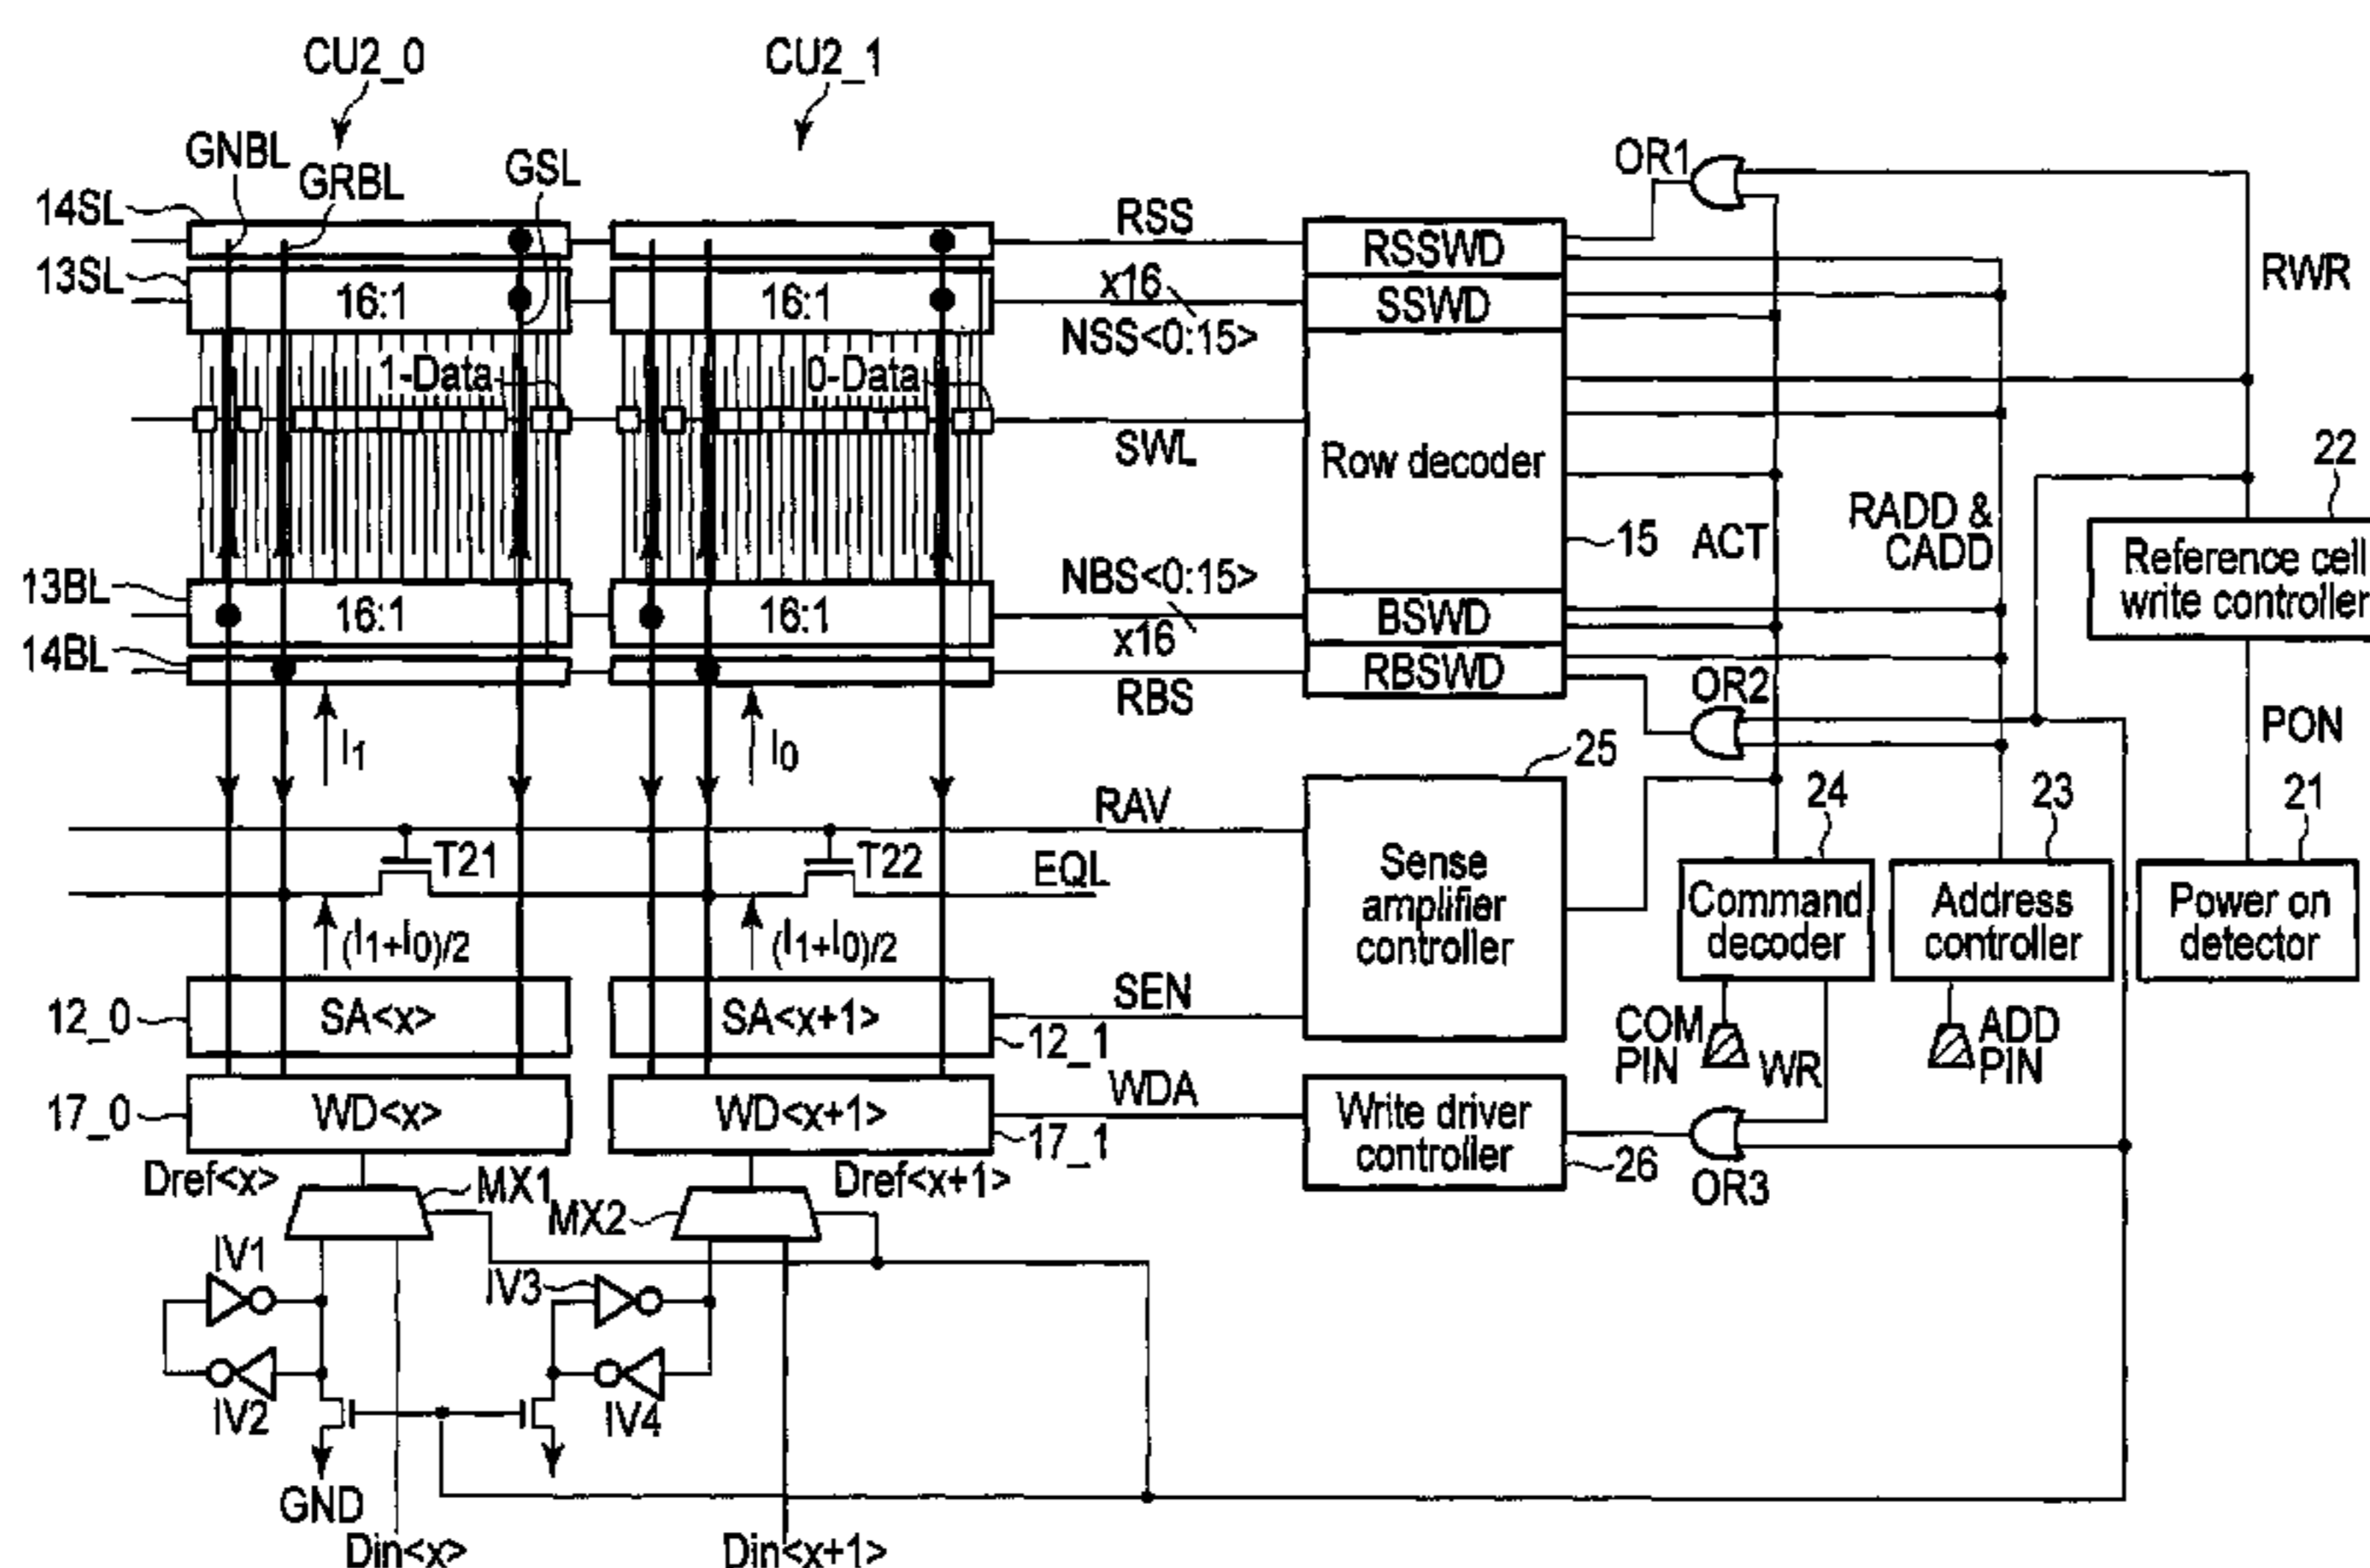 CU2_0
CU2_1
GNBL
GRBL
GSL
OR1
14SL
RSS
RSSWD
13SL
16:1
16:1
x16
SSWD
RWR
NSS<0:15>
1-Data
0-Data
SWL
Row decoder
22
15
ACT
RADD &
CADD
Reference cell
write controller
13BL
16:1
16:1
NBS<0:15>
x16
BSWD
14BL
RBS
RBSWD
OR2
PON
I1
I0
25
RAV
24
23
21
T21
T22
EQL
Sense
amplifier
controller
Command
decoder
Address
controller
Power on
detector
(I1+I0)/2
(I1+I0)/2
12_0
SA<x>
SA<x+1>
SEN
12_1
COM
PIN
WR
ADD
PIN
17_0
WD<x>
WD<x+1>
WDA
17_1
Write driver
controller
26
OR3
Dref<x>
MX1
MX2
Dref<x+1>
IV1
IV3
IV2
IV4
GND
Din<x>
Din<x+1>